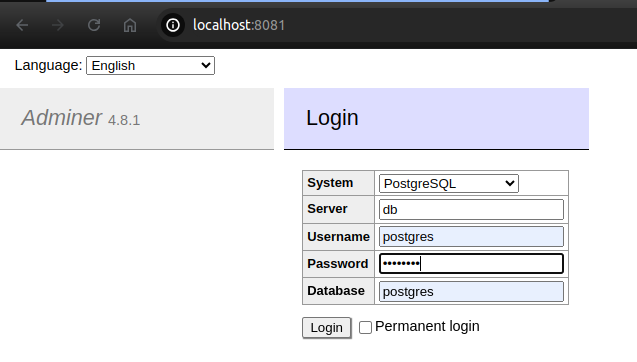 localhost:8081
Language: English
Adminer 4.8.1
Login
System PostgreSQL
Server db
Username postgres
Password ••••••••
Database postgres
Login Permanent login